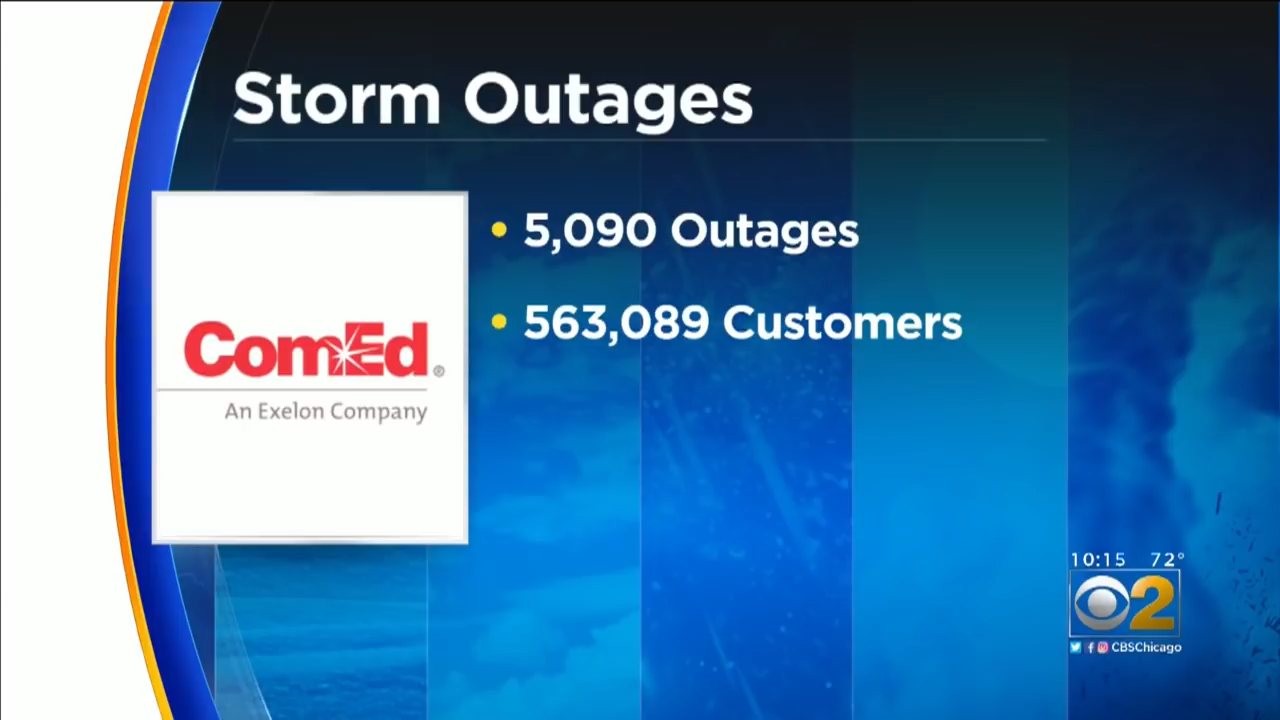 Storm Outages
• 5,090 Outages
• 563,089 Customers
ComEd®
An Exelon Company
10:15 72°
2
CBSChicago